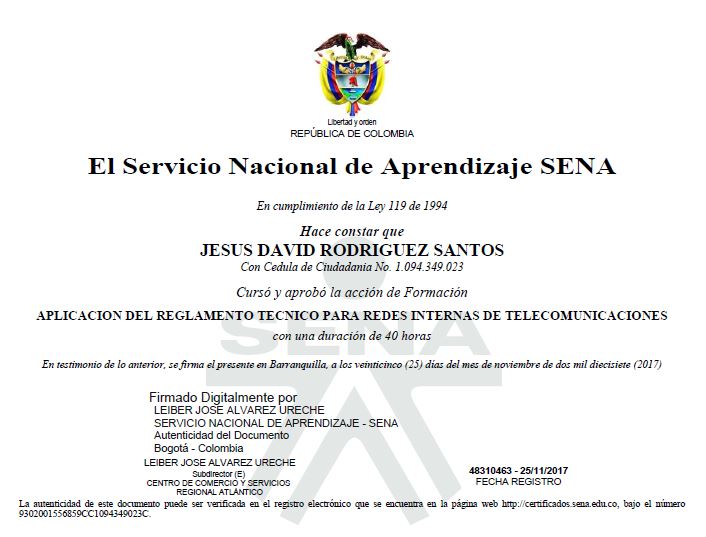 Libertad y orden
REPÚBLICA DE COLOMBIA
El Servicio Nacional de Aprendizaje SENA
En cumplimiento de la Ley 119 de 1994
Hace constar que
JESUS DAVID RODRIGUEZ SANTOS
Con Cedula de Ciudadania No. 1.094.349.023
Cursó y aprobó la acción de Formación
SENA
APLICACION DEL REGLAMENTO TECNICO PARA REDES INTERNAS DE TELECOMUNICACIONES
con una duración de 40 horas
En testimonio de lo anterior, se firma el presente en Barranquilla, a los veinticinco (25) días del mes de noviembre de dos mil diecisiete (2017)
Firmado Digitalmente por
LEIBER JOSE ALVAREZ URECHE
SERVICIO NACIONAL DE APRENDIZAJE - SENA
Autenticidad del Documento
Bogotá - Colombia
LEIBER JOSE ALVAREZ URECHE
Subdirector (E)
CENTRO DE COMERCIO Y SERVICIOS
REGIONAL ATLÁNTICO
48310463 - 25/11/2017
FECHA REGISTRO
La autenticidad de este documento puede ser verificada en el registro electrónico que se encuentra en la página web http://certificados.sena.edu.co, bajo el número
9302001556859CC1094349023C.